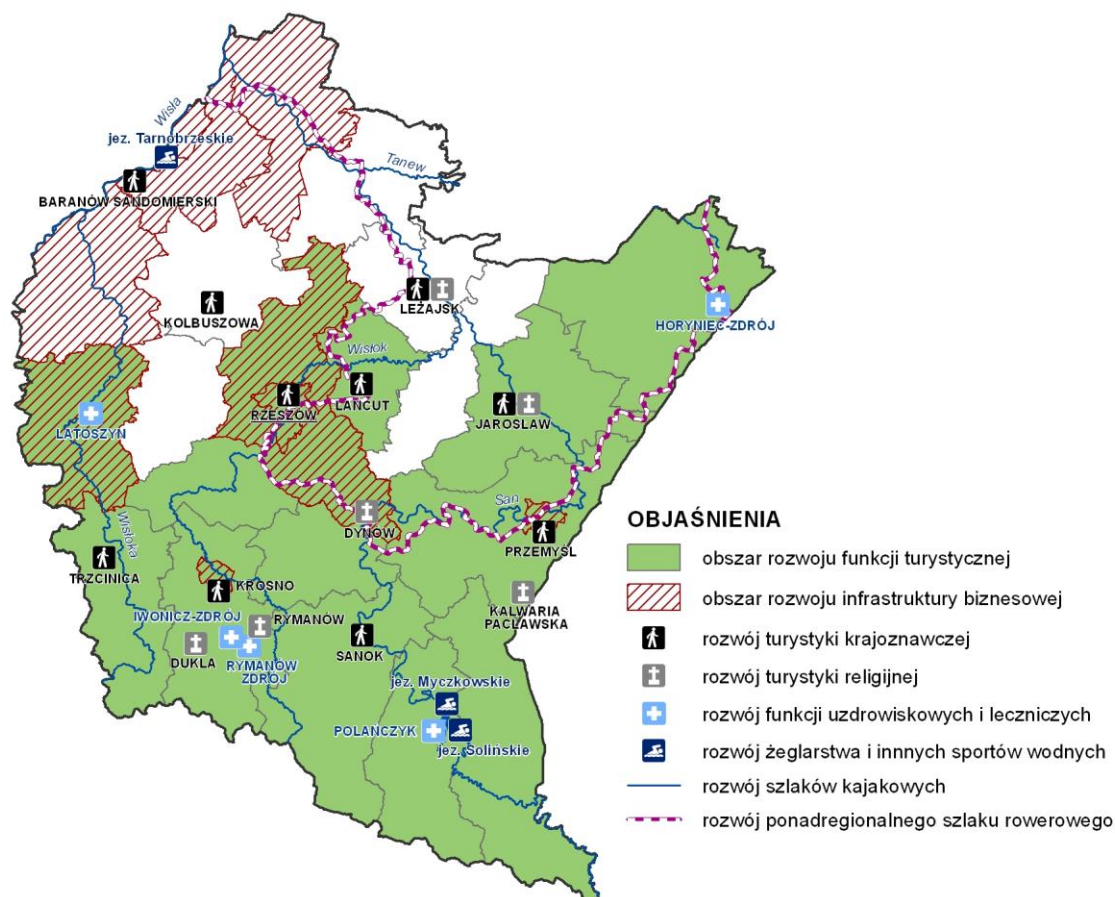 Wisła
jez. Tarnobrzeskie
Tanew
BARANÓW SANDOMIERSKI
LEŻAJSK
KOLBUSZOWA
HORYNIEC-ZDRÓJ
Wisłok
ŁAŃCUT
RZESZÓW
JAROSŁAW
LATOSZYN
San
DYNÓW
PRZEMYŚL
Wisłoka
TRZCINICA
KROSNO
KALWARIA
PACŁAWSKA
IWONICZ-ZDRÓJ
RYMANÓW
DUKLA
SANOK
RYMANÓW
ZDRÓJ
jez. Myczkowskie
POLAŃCZYK
jez. Solińskie
OBJAŚNIENIA
obszar rozwoju funkcji turystycznej
obszar rozwoju infrastruktury biznesowej
rozwój turystyki krajoznawczej
rozwój turystyki religijnej
rozwój funkcji uzdrowiskowych i leczniczych
rozwój żeglarstwa i innnych sportów wodnych
rozwój szlaków kajakowych
rozwój ponadregionalnego szlaku rowerowego